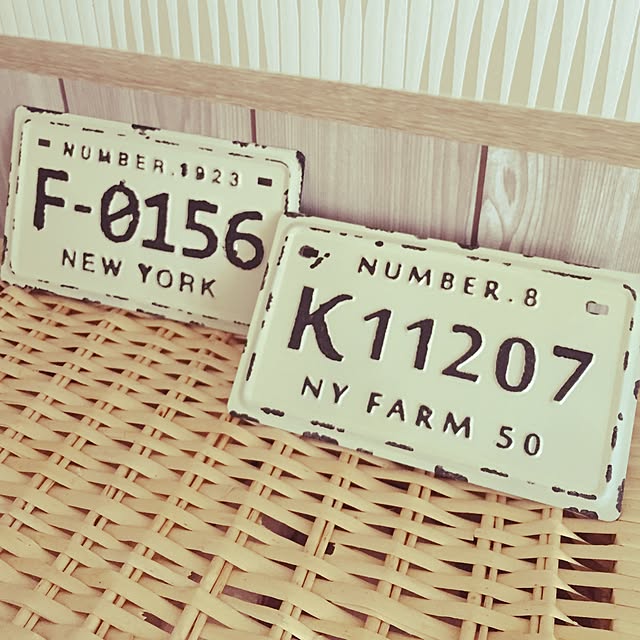 NUMBER.1923
F-0156
NEW YORK
NUMBER.8
K11207
NY FARM 50